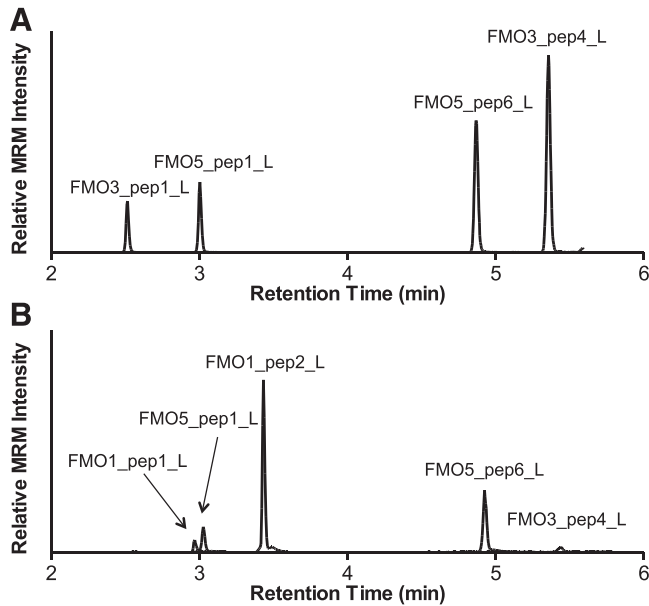 A
Relative MRM Intensity
FMO3_pep1_L
FMO5_pep1_L
FMO5_pep6_L
FMO3_pep4_L
2 3 4 5 6
Retention Time (min)
B
Relative MRM Intensity
FMO1_pep1_L
FMO5_pep1_L
FMO1_pep2_L
FMO5_pep6_L
FMO3_pep4_L
2 3 4 5 6
Retention Time (min)